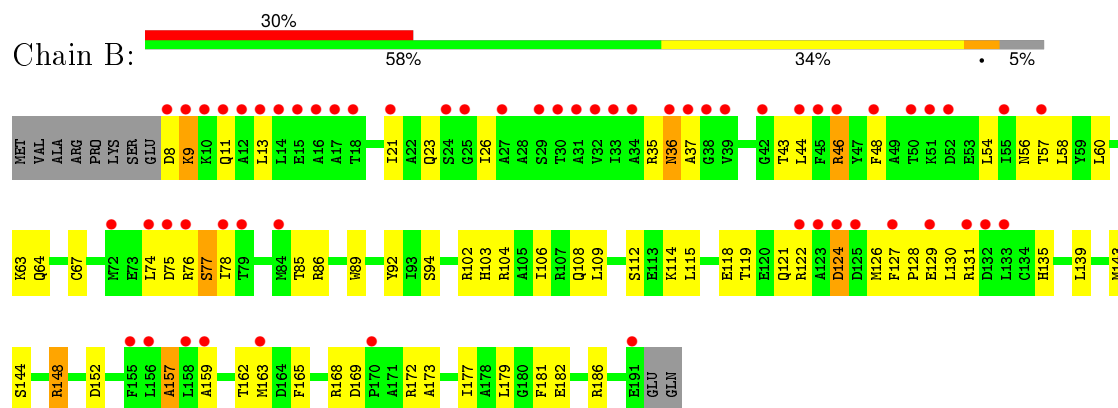 30%
Chain B:
58% 34% • 5%
MET VAL ALA ARG PRO LYS SER GLU D8 K9 K10 Q11 A12 L13 L14 E15 A16 A17 T18 I21 A22 Q23 S24 G25 I26 A27 A28 S29 T30 A31 V32 I33 A34 R35 N36 A37 G38 V39 G42 T43 L44 F45 R46 Y47 F48 A49 T50 K51 D52 E53 L54 I55 N56 T57 L58 Y59 L60
K63 Q64 C67 M72 E73 L74 D75 R76 S77 I78 T79 M84 T85 R86 W89 Y92 I93 S94 R102 H103 R104 A105 I106 R107 Q108 L109 S112 E113 K114 L115 E118 T119 E120 Q121 R122 A123 D124 D125 M126 F127 P128 E129 L130 R131 D132 L133 C134 H135 L139
S144 R148 D152 F155 L156 A157 L158 A159 T162 M163 D164 F165 R168 D169 P170 A171 R172 A173 I177 A178 L179 G180 F181 E182 R186 E191 GLU GLN